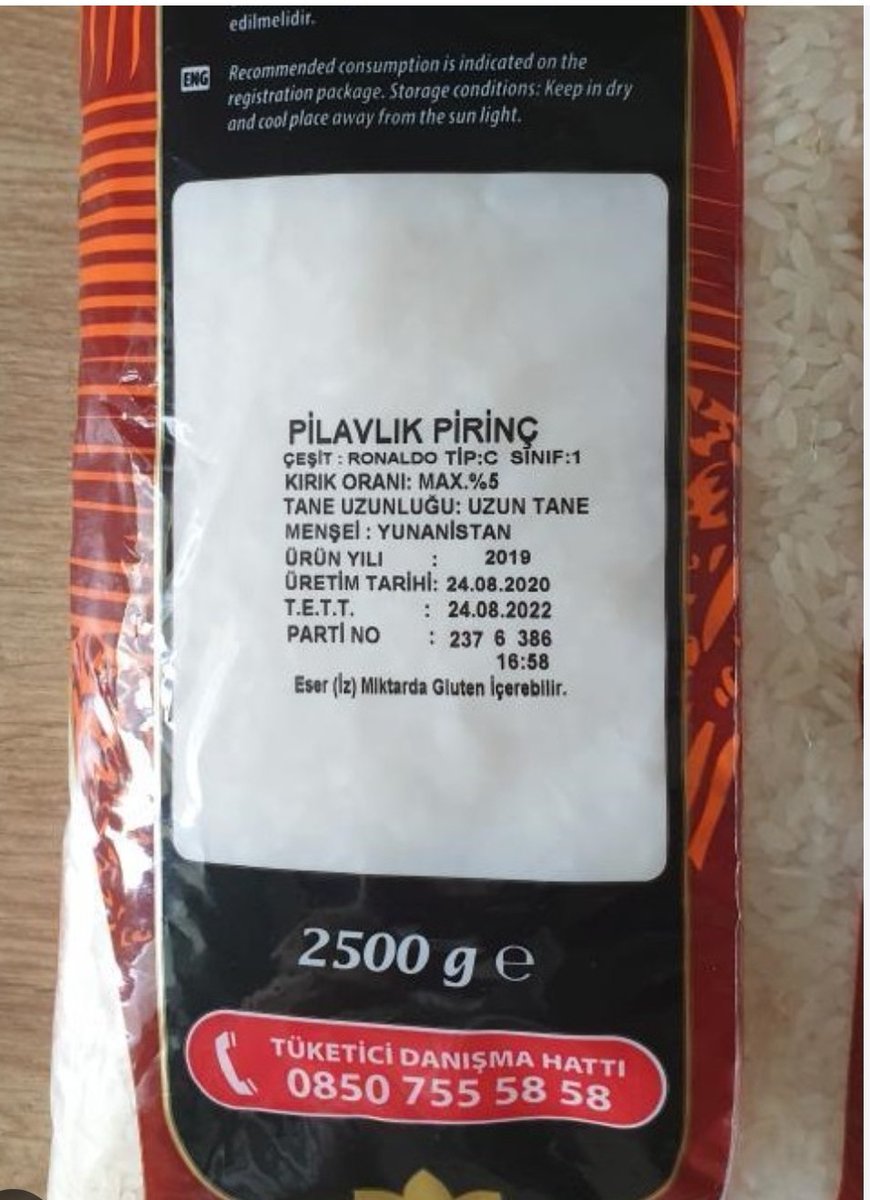 edilmelidir.
ENG
Recommended consumption is indicated on the
registration package. Storage conditions: Keep in dry
and cool place away from the sun light.
PİLAVLIK PİRİNÇ
ÇEŞİT : RONALDO TİP:C SINIF:1
KIRIK ORANI: MAX.%5
TANE UZUNLUĞU: UZUN TANE
MENŞEİ : YUNANİSTAN
ÜRÜN YILI : 2019
ÜRETİM TARİHİ: 24.08.2020
T.E.T.T. : 24.08.2022
PARTİ NO : 237 6 386
16:58
Eser (İz) Miktarda Gluten İçerebilir.
2500 g e
TÜKETİCİ DANIŞMA HATTI
0850 755 58 58